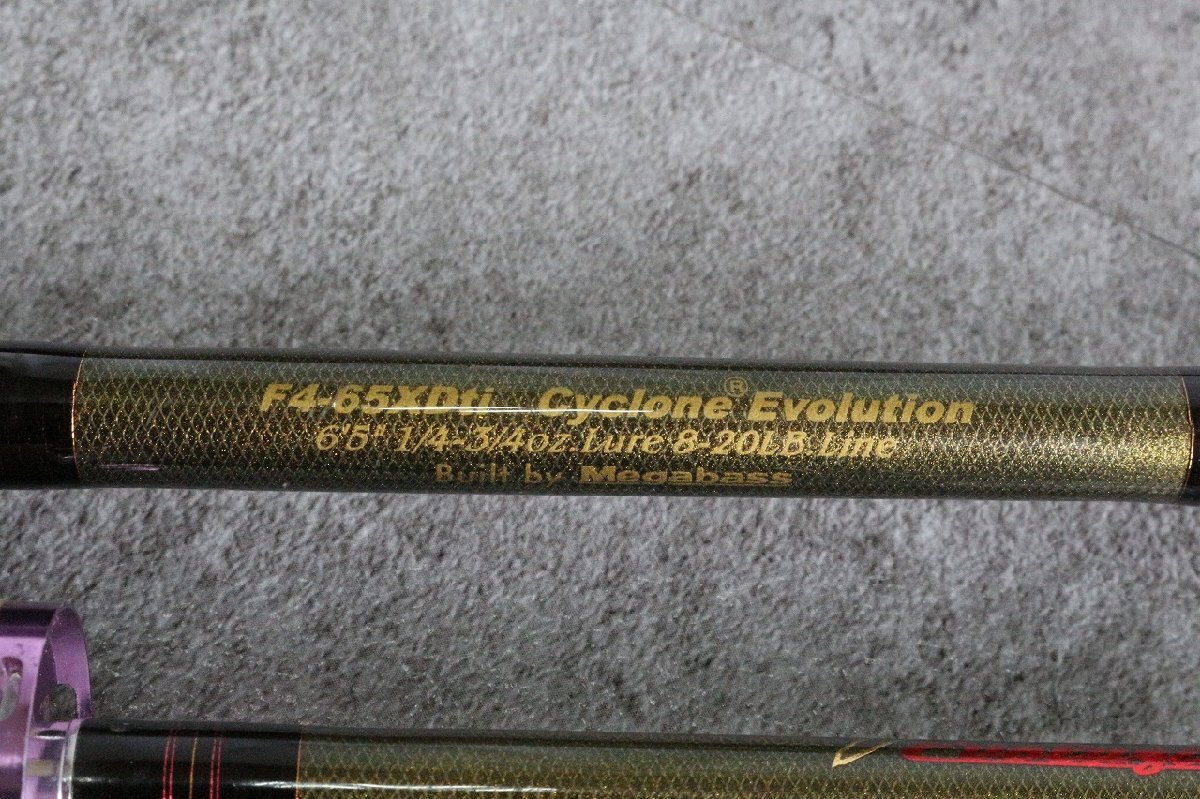 F4-65XDti Cyclone® Evolution
6'5" 1/4-3/4oz.Lure 8-20LB.Line
Built by Megabass